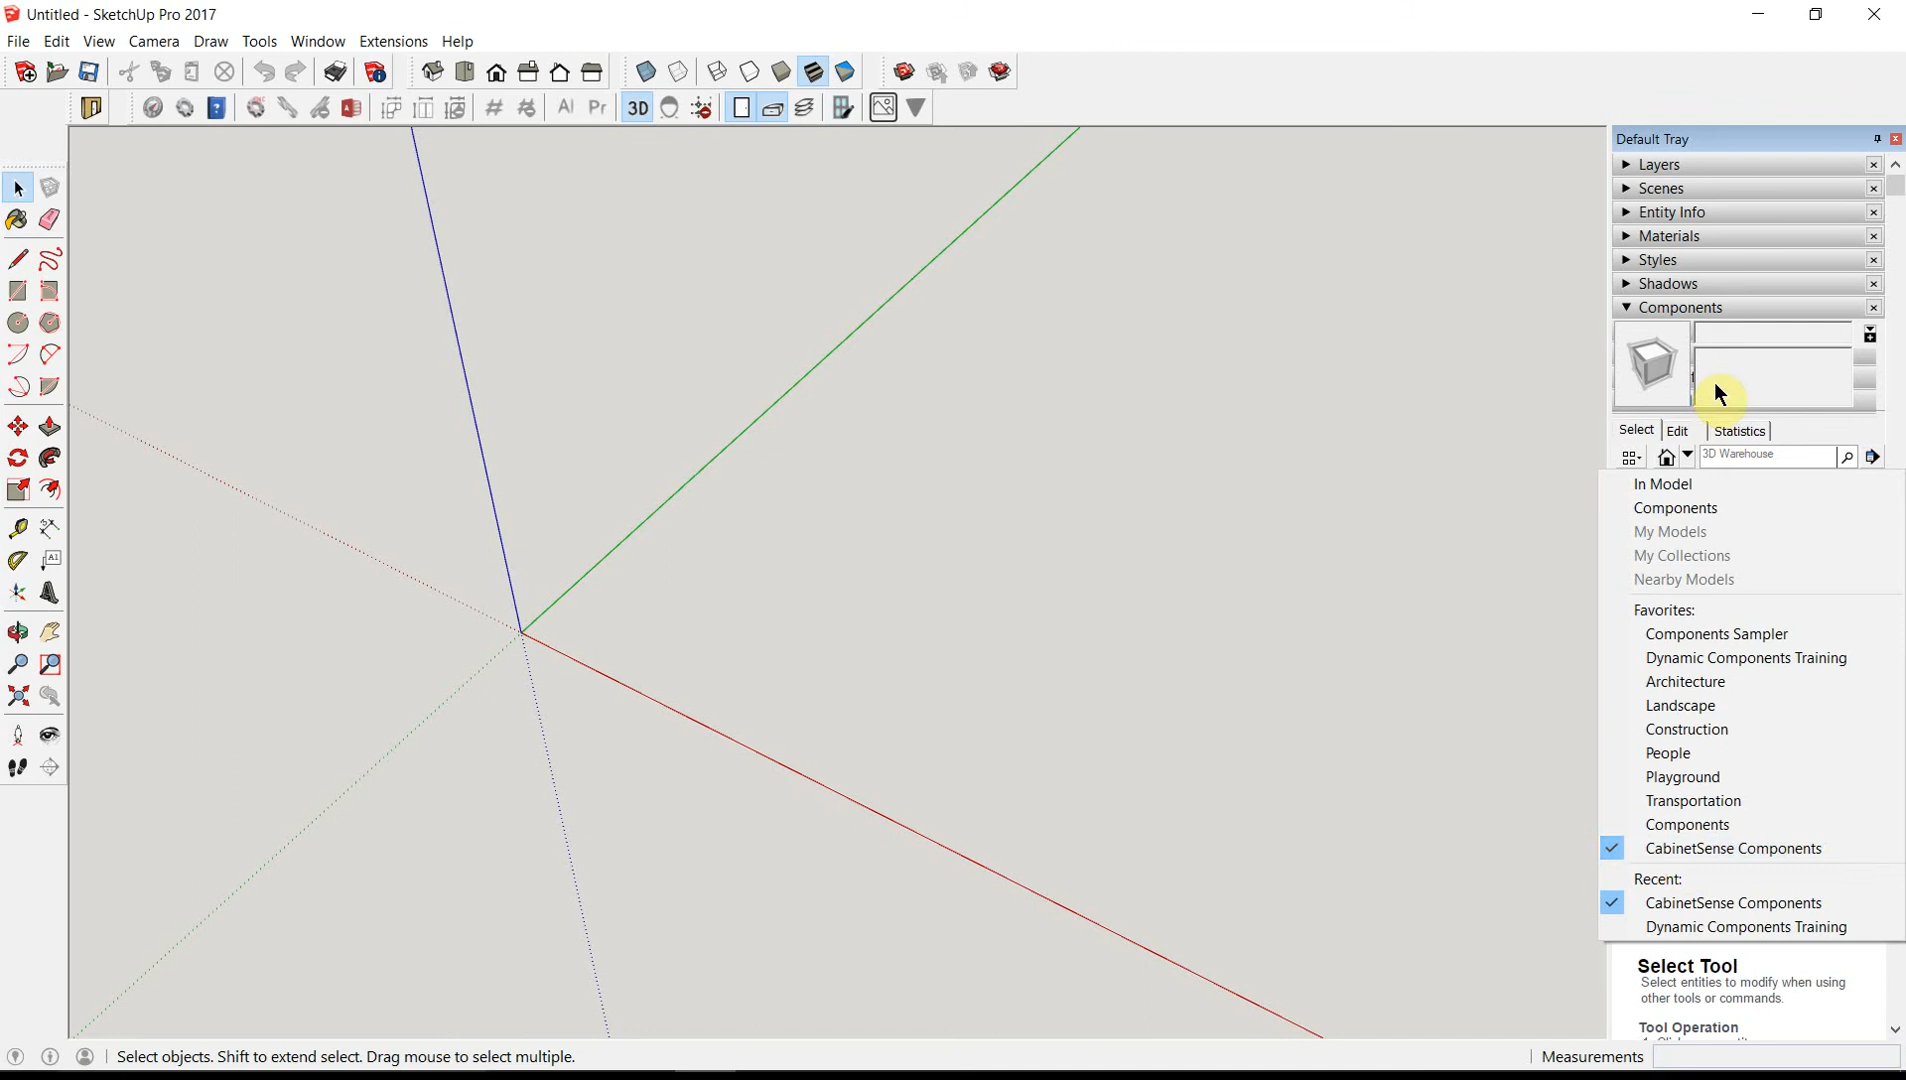 Untitled - SketchUp Pro 2017
File Edit View Camera Draw Tools Window Extensions Help
AI Pr 3D
Default Tray
Layers
Scenes
Entity Info
Materials
Styles
Shadows
Components
Select Edit Statistics
3D Warehouse
In Model
Components
My Models
My Collections
Nearby Models
Favorites:
Components Sampler
Dynamic Components Training
Architecture
Landscape
Construction
People
Playground
Transportation
Components
CabinetSense Components
Recent:
CabinetSense Components
Dynamic Components Training
Select Tool
Select entities to modify when using
other tools or commands.
Tool Operation
Select objects. Shift to extend select. Drag mouse to select multiple.
Measurements